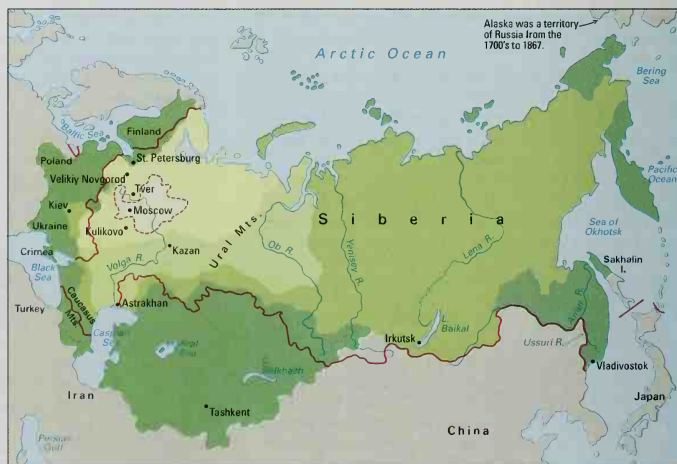 Alaska was a territory
of Russia from the
1700's to 1867.
Arctic Ocean
Bering
Sea
Baltic Sea
Finland
Poland
St. Petersburg
Velikiy Novgorod
Tver
Moscow
Kiev
Ukraine
Kulikovo
Crimea
Kazan
Ural Mts.
Siberia
Ob R.
Yenisey R.
Lena R.
Pacific
Ocean
Sea of
Okhotsk
Sakhalin
I.
Volga R.
Black
Sea
Astrakhan
Caucasus
Mts.
Turkey
Caspian
Sea
Aral
Sea
Irkutsk
L.
Baikal
Amur R.
Ussuri R.
Vladivostok
Iran
Tashkent
China
Japan
Persian
Gulf